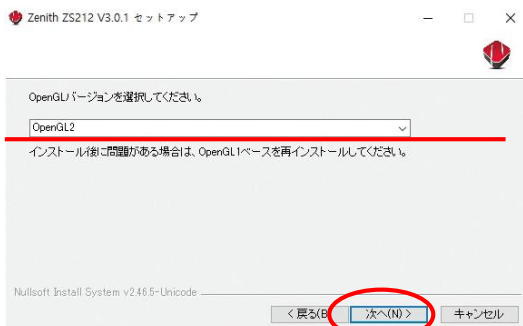 Zenith ZS212 V3.0.1 セットアップ
OpenGLバージョンを選択してください。
OpenGL2
インストール後に問題がある場合は、OpenGL1ベースを再インストールしてください。
Nullsoft Install System v2.46.5-Unicode
< 戻る(B
次へ(N) >
キャンセル